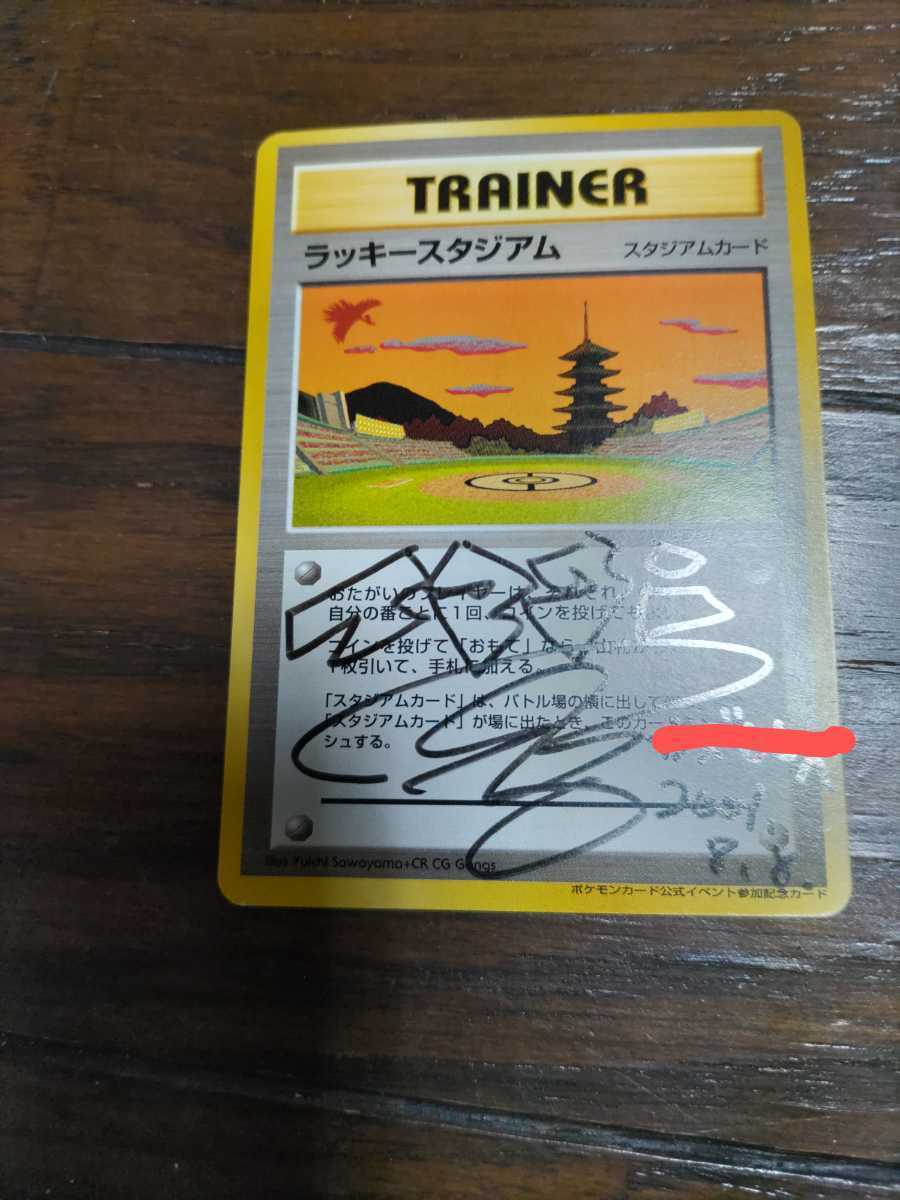 TRAINER
ラッキースタジアム
スタジアムカード
おたがいのプレイヤーは、
自分の番ごとに1回、コインを投げてもよい。
コインを投げて「おもて」なら、山札
1枚引いて、手札に加える。
「スタジアムカード」は、バトル場の横に出して
「スタジアムカード」が場に出たとき、このカード
シュする。
2001
8.8
Illus. Yuichi Sawayama+CR CG Gangs
ポケモンカード公式イベント参加記念カード